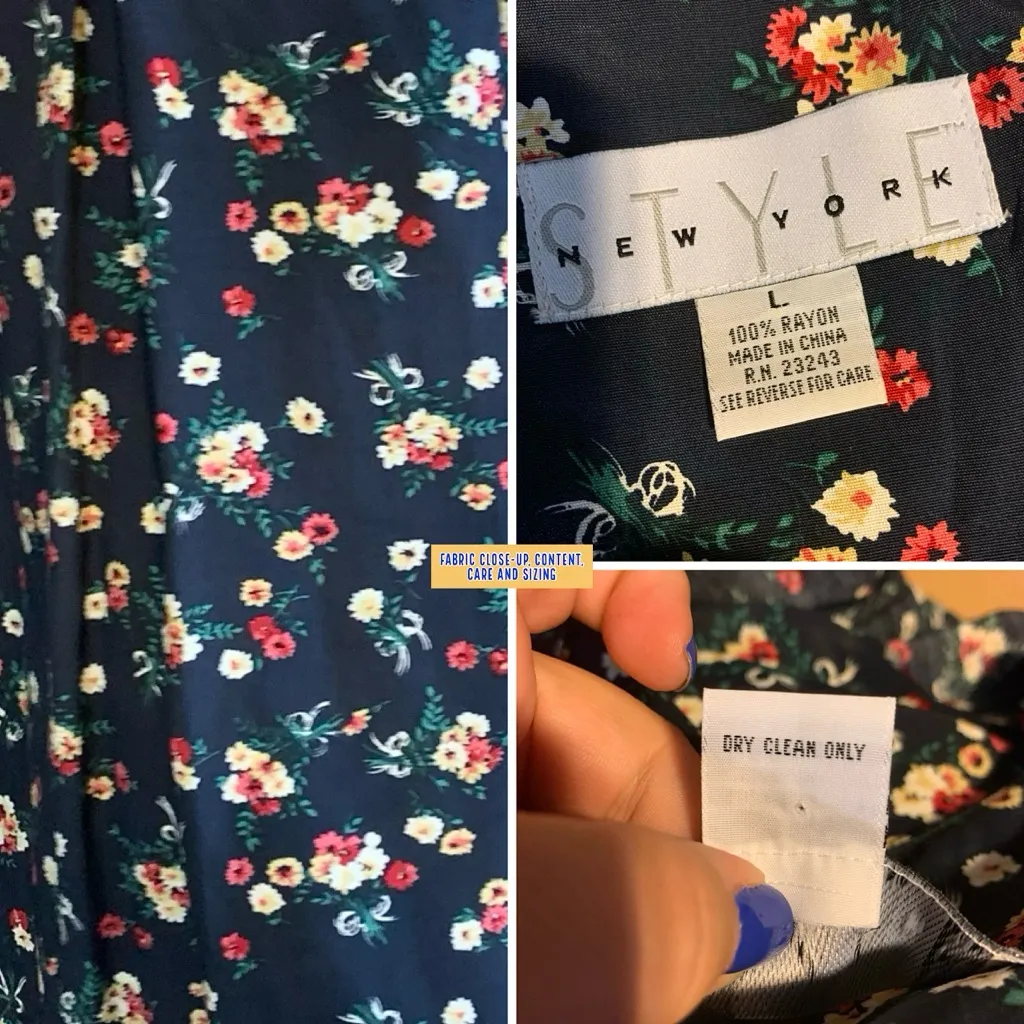 STYLE™
NEW YORK
L
100% RAYON
MADE IN CHINA
R.N. 23243
SEE REVERSE FOR CARE
FABRIC CLOSE-UP, CONTENT,
CARE AND SIZING
DRY CLEAN ONLY